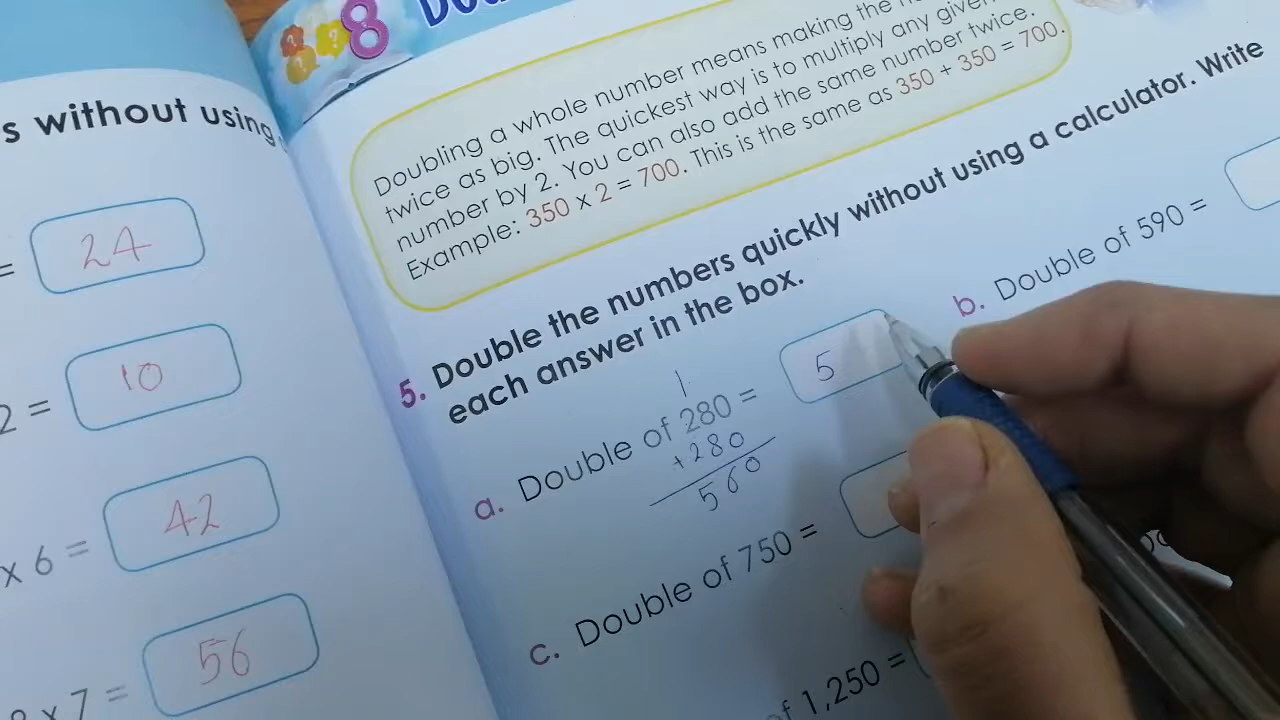 s without using
= 24
2 = 10
x 6 = 42
x 7 = 56
8
Doubling a whole number means making the
twice as big. The quickest way is to multiply any given
number by 2. You can also add the same number twice.
Example: 350 x 2 = 700. This is the same as 350 + 350 = 700.
5. Double the numbers quickly without using a calculator. Write
each answer in the box.
1
a. Double of 280 = 5
+280
560
b. Double of 590 =
c. Double of 750 =
of 1,250 =